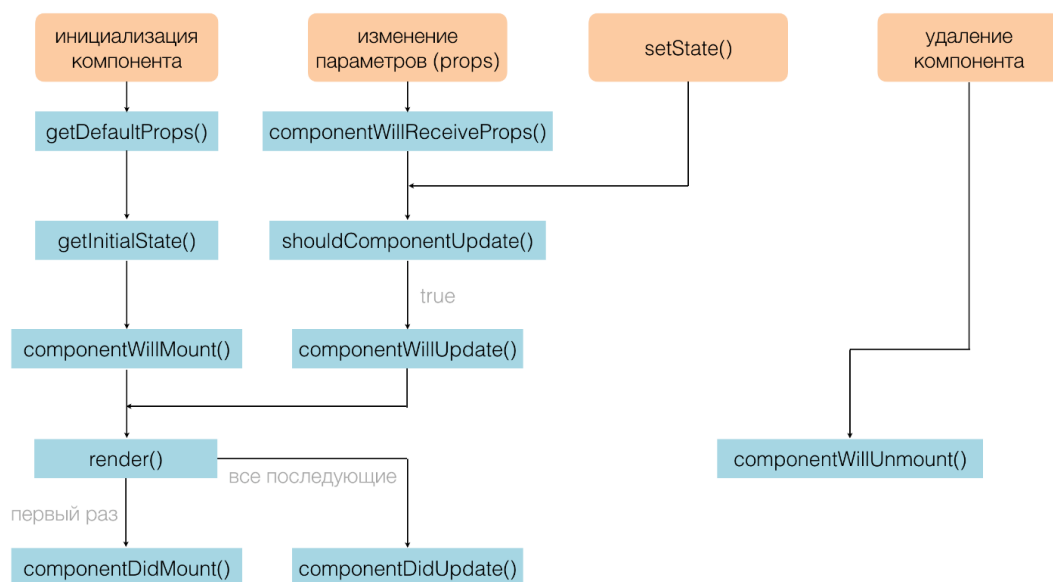 инициализация
компонента
изменение
параметров (props)
setState()
удаление
компонента
getDefaultProps()
componentWillReceiveProps()
getInitialState()
shouldComponentUpdate()
true
componentWillMount()
componentWillUpdate()
render()
все последующие
componentWillUnmount()
первый раз
componentDidMount()
componentDidUpdate()